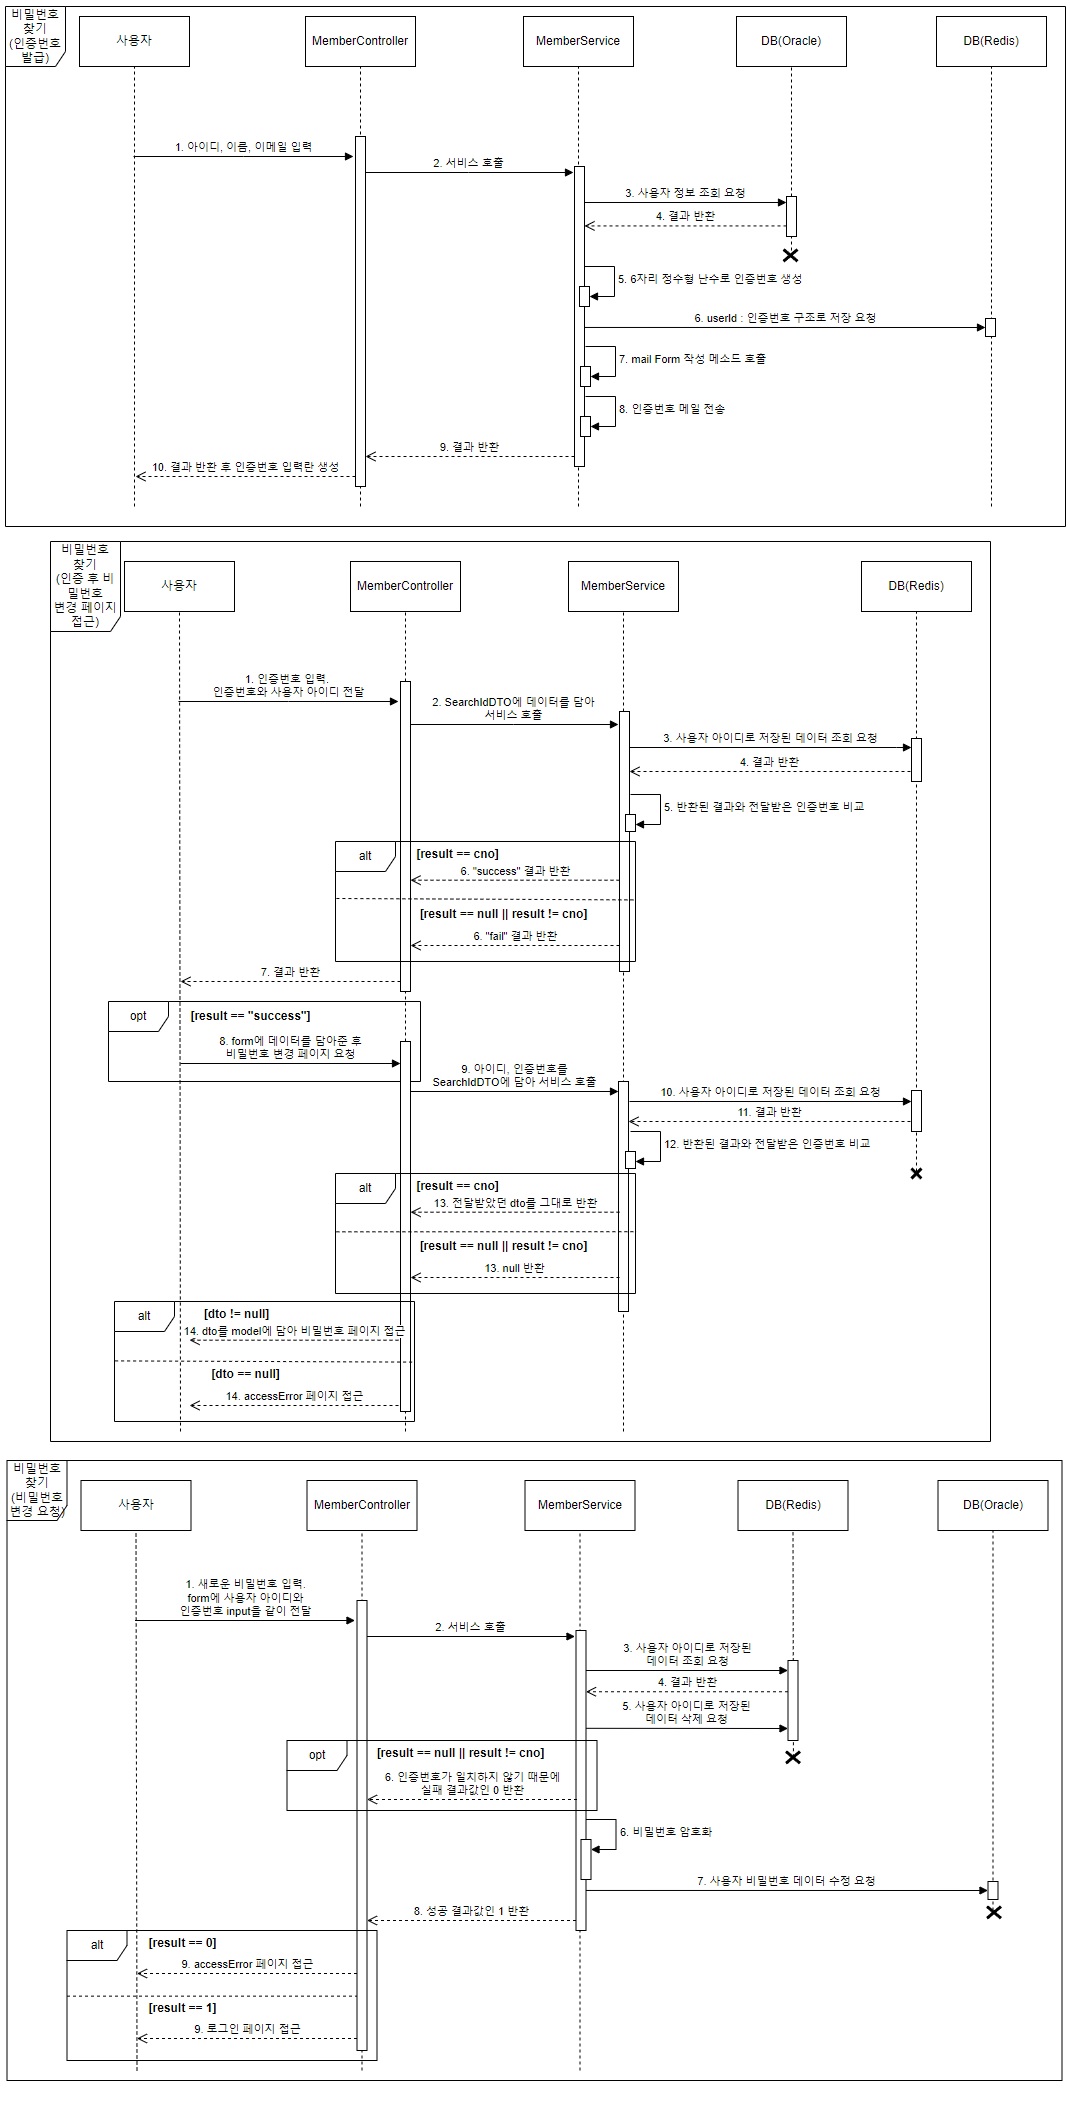 비밀번호
찾기
(인증번호
발급)
사용자
MemberController
MemberService
DB(Oracle)
DB(Redis)
1. 아이디, 이름, 이메일 입력
2. 서비스 호출
3. 사용자 정보 조회 요청
4. 결과 반환
5. 6자리 정수형 난수로 인증번호 생성
6. userId : 인증번호 구조로 저장 요청
7. mail Form 작성 메소드 호출
8. 인증번호 메일 전송
9. 결과 반환
10. 결과 반환 후 인증번호 입력란 생성
비밀번호
찾기
(인증 후 비
밀번호
변경 페이지
접근)
사용자
MemberController
MemberService
DB(Redis)
1. 인증번호 입력.
인증번호와 사용자 아이디 전달
2. SearchIdDTO에 데이터를 담아
서비스 호출
3. 사용자 아이디로 저장된 데이터 조회 요청
4. 결과 반환
5. 반환된 결과와 전달받은 인증번호 비교
alt
[result == cno]
6. "success" 결과 반환
[result == null || result != cno]
6. "fail" 결과 반환
7. 결과 반환
opt
[result == "success"]
8. form에 데이터를 담아준 후
비밀번호 변경 페이지 요청
9. 아이디, 인증번호를
SearchIdDTO에 담아 서비스 호출
10. 사용자 아이디로 저장된 데이터 조회 요청
11. 결과 반환
12. 반환된 결과와 전달받은 인증번호 비교
alt
[result == cno]
13. 전달받았던 dto를 그대로 반환
[result == null || result != cno]
13. null 반환
alt
[dto != null]
14. dto를 model에 담아 비밀번호 페이지 접근
[dto == null]
14. accessError 페이지 접근
비밀번호
찾기
(비밀번호
변경 요청)
사용자
MemberController
MemberService
DB(Redis)
DB(Oracle)
1. 새로운 비밀번호 입력.
form에 사용자 아이디와
인증번호 input을 같이 전달
2. 서비스 호출
3. 사용자 아이디로 저장된
데이터 조회 요청
4. 결과 반환
5. 사용자 아이디로 저장된
데이터 삭제 요청
opt
[result == null || result != cno]
6. 인증번호가 일치하지 않기 때문에
실패 결과값인 0 반환
6. 비밀번호 암호화
7. 사용자 비밀번호 데이터 수정 요청
8. 성공 결과값인 1 반환
alt
[result == 0]
9. accessError 페이지 접근
[result == 1]
9. 로그인 페이지 접근